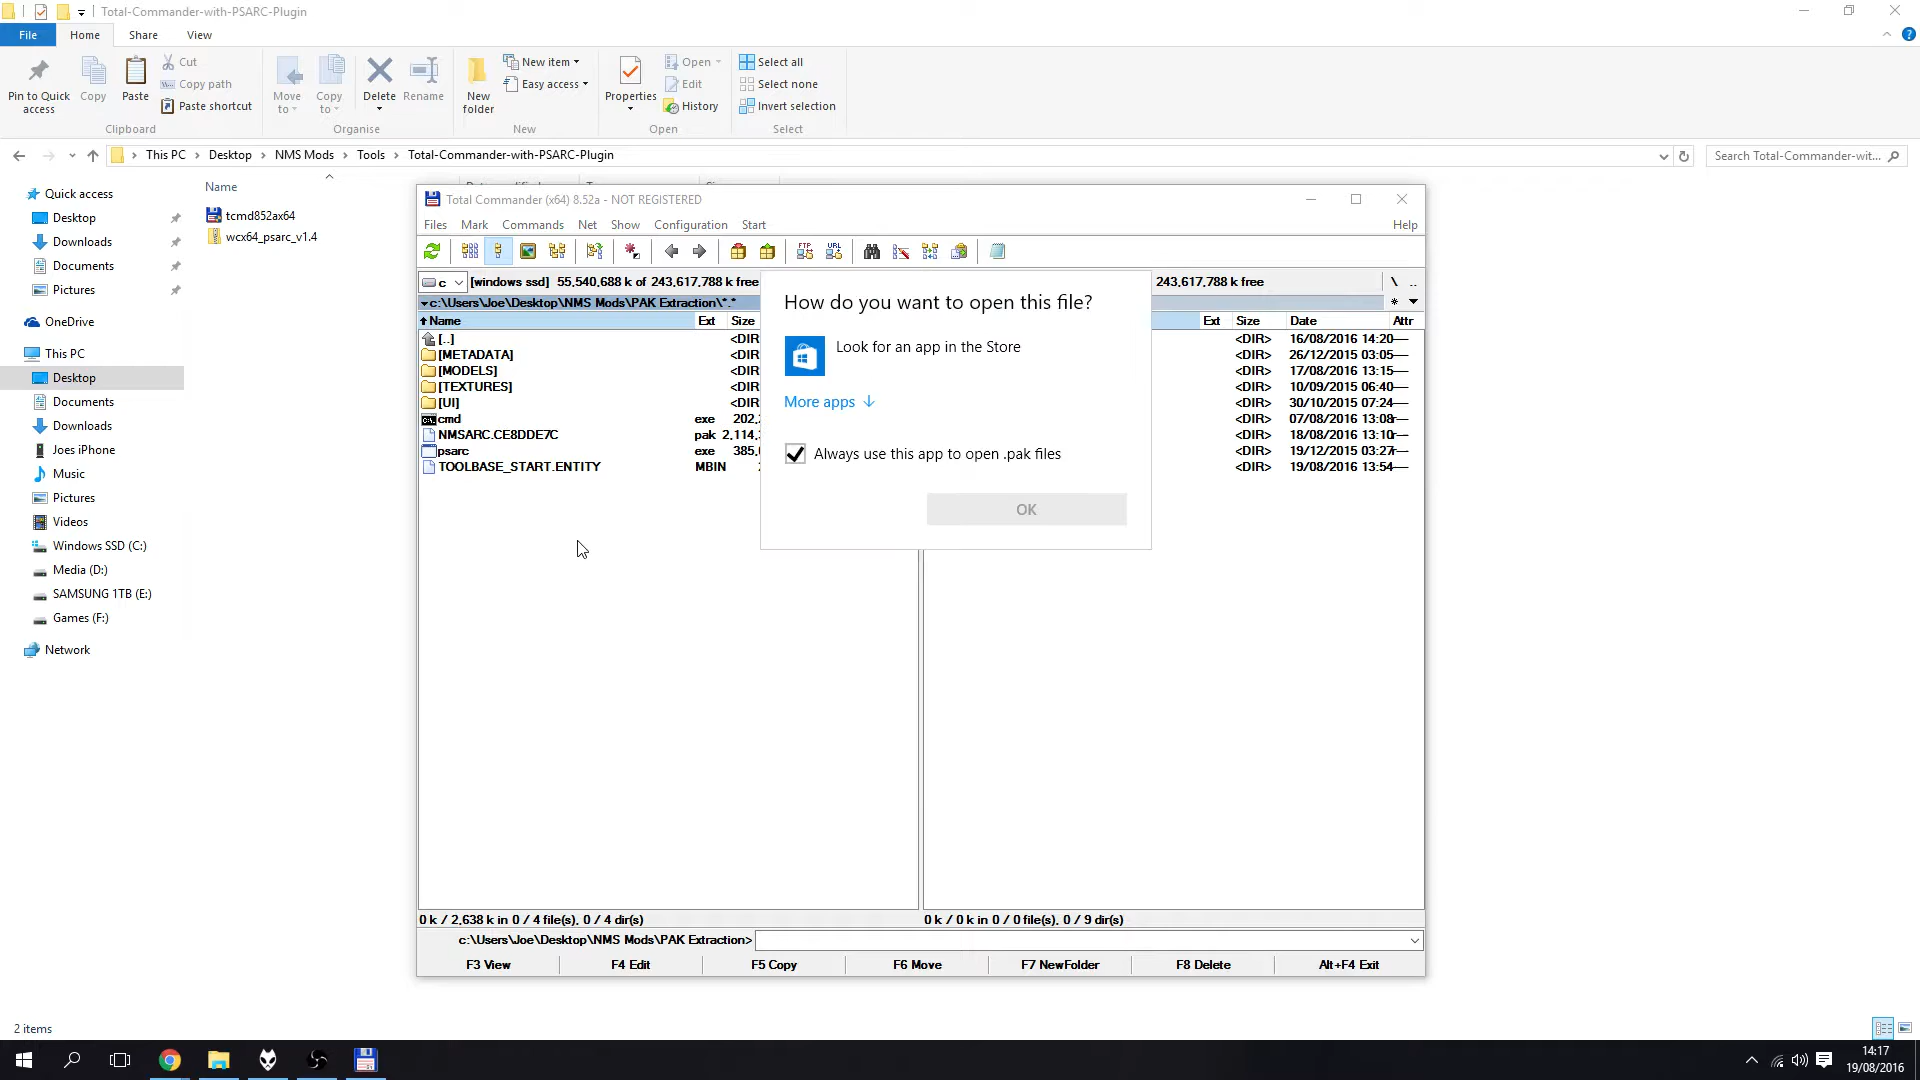 Total-Commander-with-PSARC-Plugin
File Home Share View
Pin to Quick access
Copy
Paste
Cut
Copy path
Paste shortcut
Clipboard
Move to
Copy to
Delete
Rename
Organise
New folder
New item
Easy access
New
Properties
Open
Edit
History
Open
Select all
Select none
Invert selection
Select
This PC > Desktop > NMS Mods > Tools > Total-Commander-with-PSARC-Plugin
Search Total-Commander-wit...
Quick access
Desktop
Downloads
Documents
Pictures
OneDrive
This PC
Desktop
Documents
Downloads
Joes iPhone
Music
Pictures
Videos
Windows SSD (C:)
Media (D:)
SAMSUNG 1TB (E:)
Games (F:)
Network
Name
tcmd852ax64
wcx64_psarc_v1.4
Total Commander (x64) 8.52a - NOT REGISTERED
Files Mark Commands Net Show Configuration Start Help
FTP URL
c [windows ssd] 55,540,688 k of 243,617,788 k free
243,617,788 k free \ ..
c:\Users\Joe\Desktop\NMS Mods\PAK Extraction\*.*
*
Name Ext Size
[..] <DIR
[METADATA] <DIR
[MODELS] <DIR
[TEXTURES] <DIR
[UI] <DIR
cmd exe 202,
NMSARC.CE8DDE7C pak 2,114,
psarc exe 385,
TOOLBASE_START.ENTITY MBIN
Ext Size Date Attr
<DIR> 16/08/2016 14:20----
<DIR> 26/12/2015 03:05----
<DIR> 17/08/2016 13:15----
<DIR> 10/09/2015 06:40----
<DIR> 30/10/2015 07:24----
<DIR> 07/08/2016 13:08r---
<DIR> 18/08/2016 13:10r---
<DIR> 19/12/2015 03:27r---
<DIR> 19/08/2016 13:54----
How do you want to open this file?
Look for an app in the Store
More apps ↓
Always use this app to open .pak files
OK
0 k / 2,638 k in 0 / 4 file(s), 0 / 4 dir(s)
0 k / 0 k in 0 / 0 file(s), 0 / 9 dir(s)
c:\Users\Joe\Desktop\NMS Mods\PAK Extraction>
F3 View F4 Edit F5 Copy F6 Move F7 NewFolder F8 Delete Alt+F4 Exit
2 items
14:17
19/08/2016